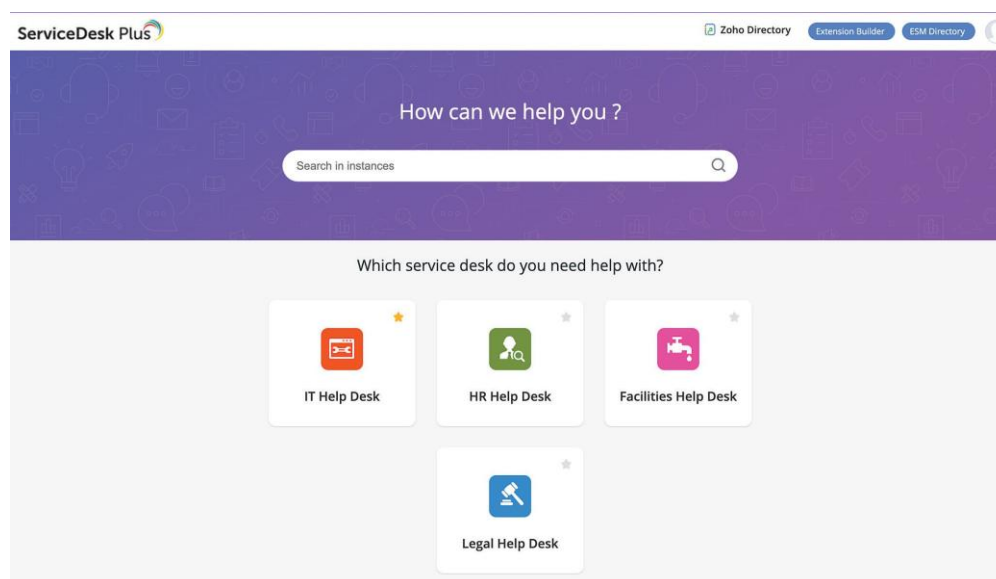 ServiceDesk Plus
Zoho Directory
Extension Builder
ESM Directory
How can we help you ?
Search in instances
Which service desk do you need help with?
IT Help Desk
HR Help Desk
Facilities Help Desk
Legal Help Desk